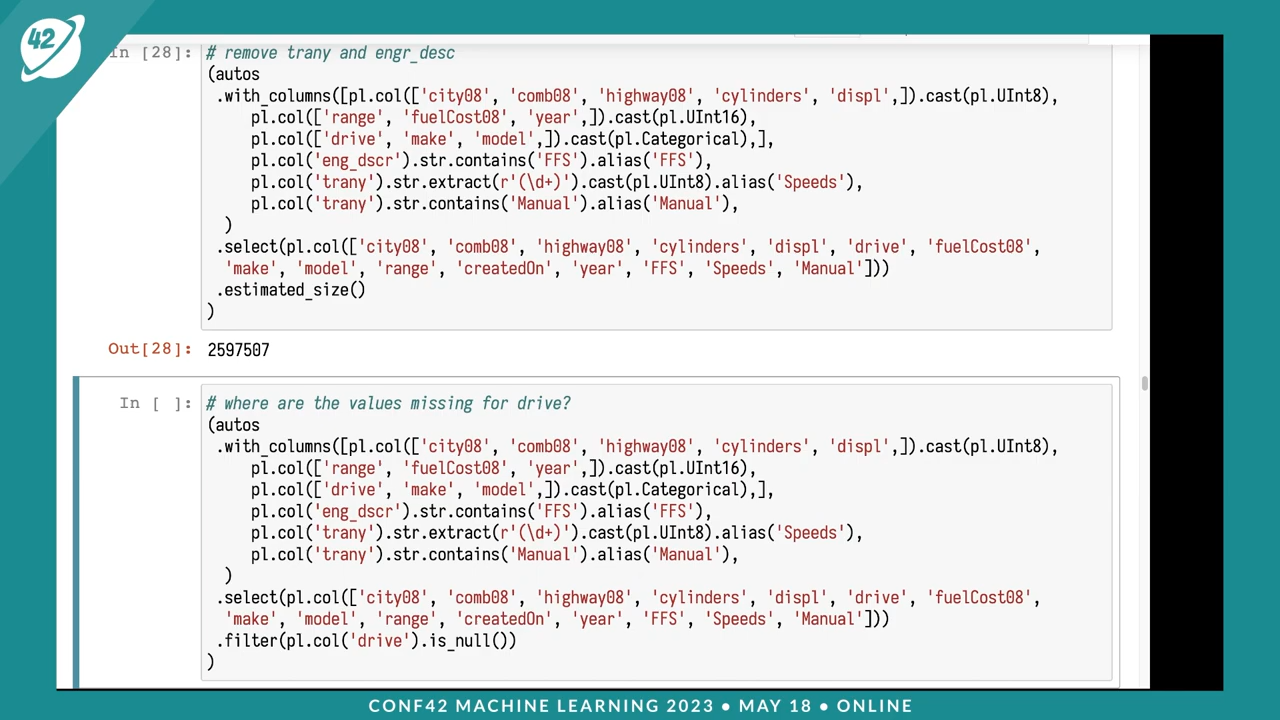 42
In [28]:
# remove trany and engr_desc
(autos
.with_columns([pl.col(['city08', 'comb08', 'highway08', 'cylinders', 'displ',]).cast(pl.UInt8),
pl.col(['range', 'fuelCost08', 'year',]).cast(pl.UInt16),
pl.col(['drive', 'make', 'model',]).cast(pl.Categorical),],
pl.col('eng_dscr').str.contains('FFS').alias('FFS'),
pl.col('trany').str.extract(r'(\d+)').cast(pl.UInt8).alias('Speeds'),
pl.col('trany').str.contains('Manual').alias('Manual'),
)
.select(pl.col(['city08', 'comb08', 'highway08', 'cylinders', 'displ', 'drive', 'fuelCost08',
'make', 'model', 'range', 'createdOn', 'year', 'FFS', 'Speeds', 'Manual']))
.estimated_size()
)
Out[28]: 2597507
In [ ]:
# where are the values missing for drive?
(autos
.with_columns([pl.col(['city08', 'comb08', 'highway08', 'cylinders', 'displ',]).cast(pl.UInt8),
pl.col(['range', 'fuelCost08', 'year',]).cast(pl.UInt16),
pl.col(['drive', 'make', 'model',]).cast(pl.Categorical),],
pl.col('eng_dscr').str.contains('FFS').alias('FFS'),
pl.col('trany').str.extract(r'(\d+)').cast(pl.UInt8).alias('Speeds'),
pl.col('trany').str.contains('Manual').alias('Manual'),
)
.select(pl.col(['city08', 'comb08', 'highway08', 'cylinders', 'displ', 'drive', 'fuelCost08',
'make', 'model', 'range', 'createdOn', 'year', 'FFS', 'Speeds', 'Manual']))
.filter(pl.col('drive').is_null())
)
CONF42 MACHINE LEARNING 2023 • MAY 18 • ONLINE